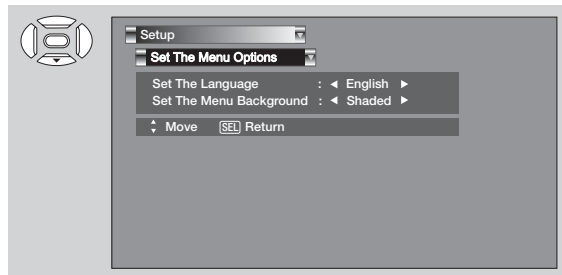 Setup
Set The Menu Options
Set The Language : ◄ English ►
Set The Menu Background : ◄ Shaded ►
Move SEL Return